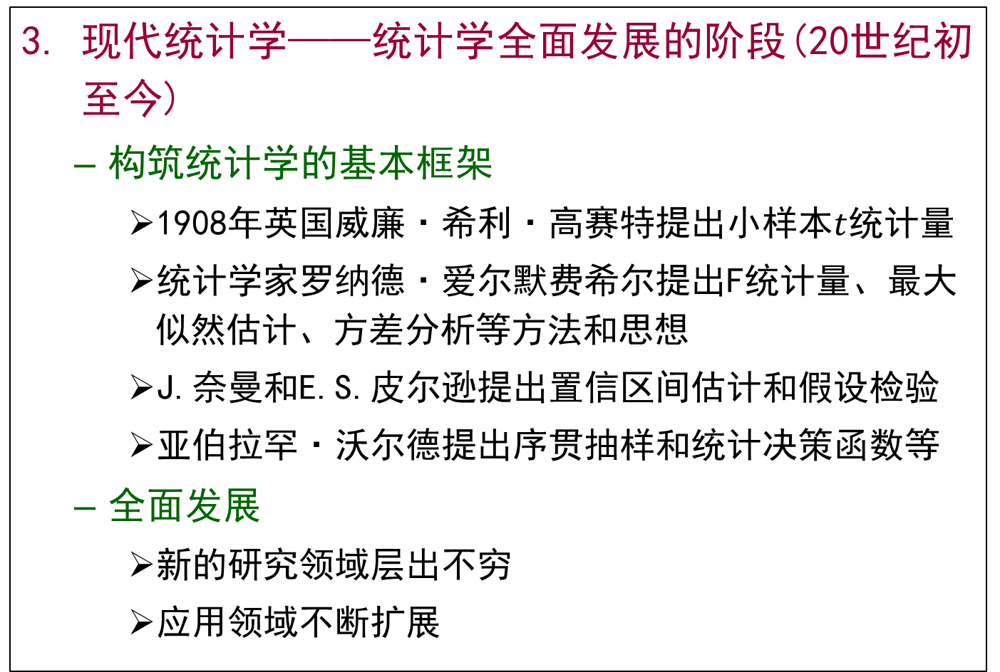 3. 现代统计学——统计学全面发展的阶段(20世纪初
至今)
– 构筑统计学的基本框架
➢1908年英国威廉·希利·高赛特提出小样本t统计量
➢统计学家罗纳德·爱尔默费希尔提出F统计量、最大
似然估计、方差分析等方法和思想
➢J.奈曼和E.S.皮尔逊提出置信区间估计和假设检验
➢亚伯拉罕·沃尔德提出序贯抽样和统计决策函数等
– 全面发展
➢新的研究领域层出不穷
➢应用领域不断扩展